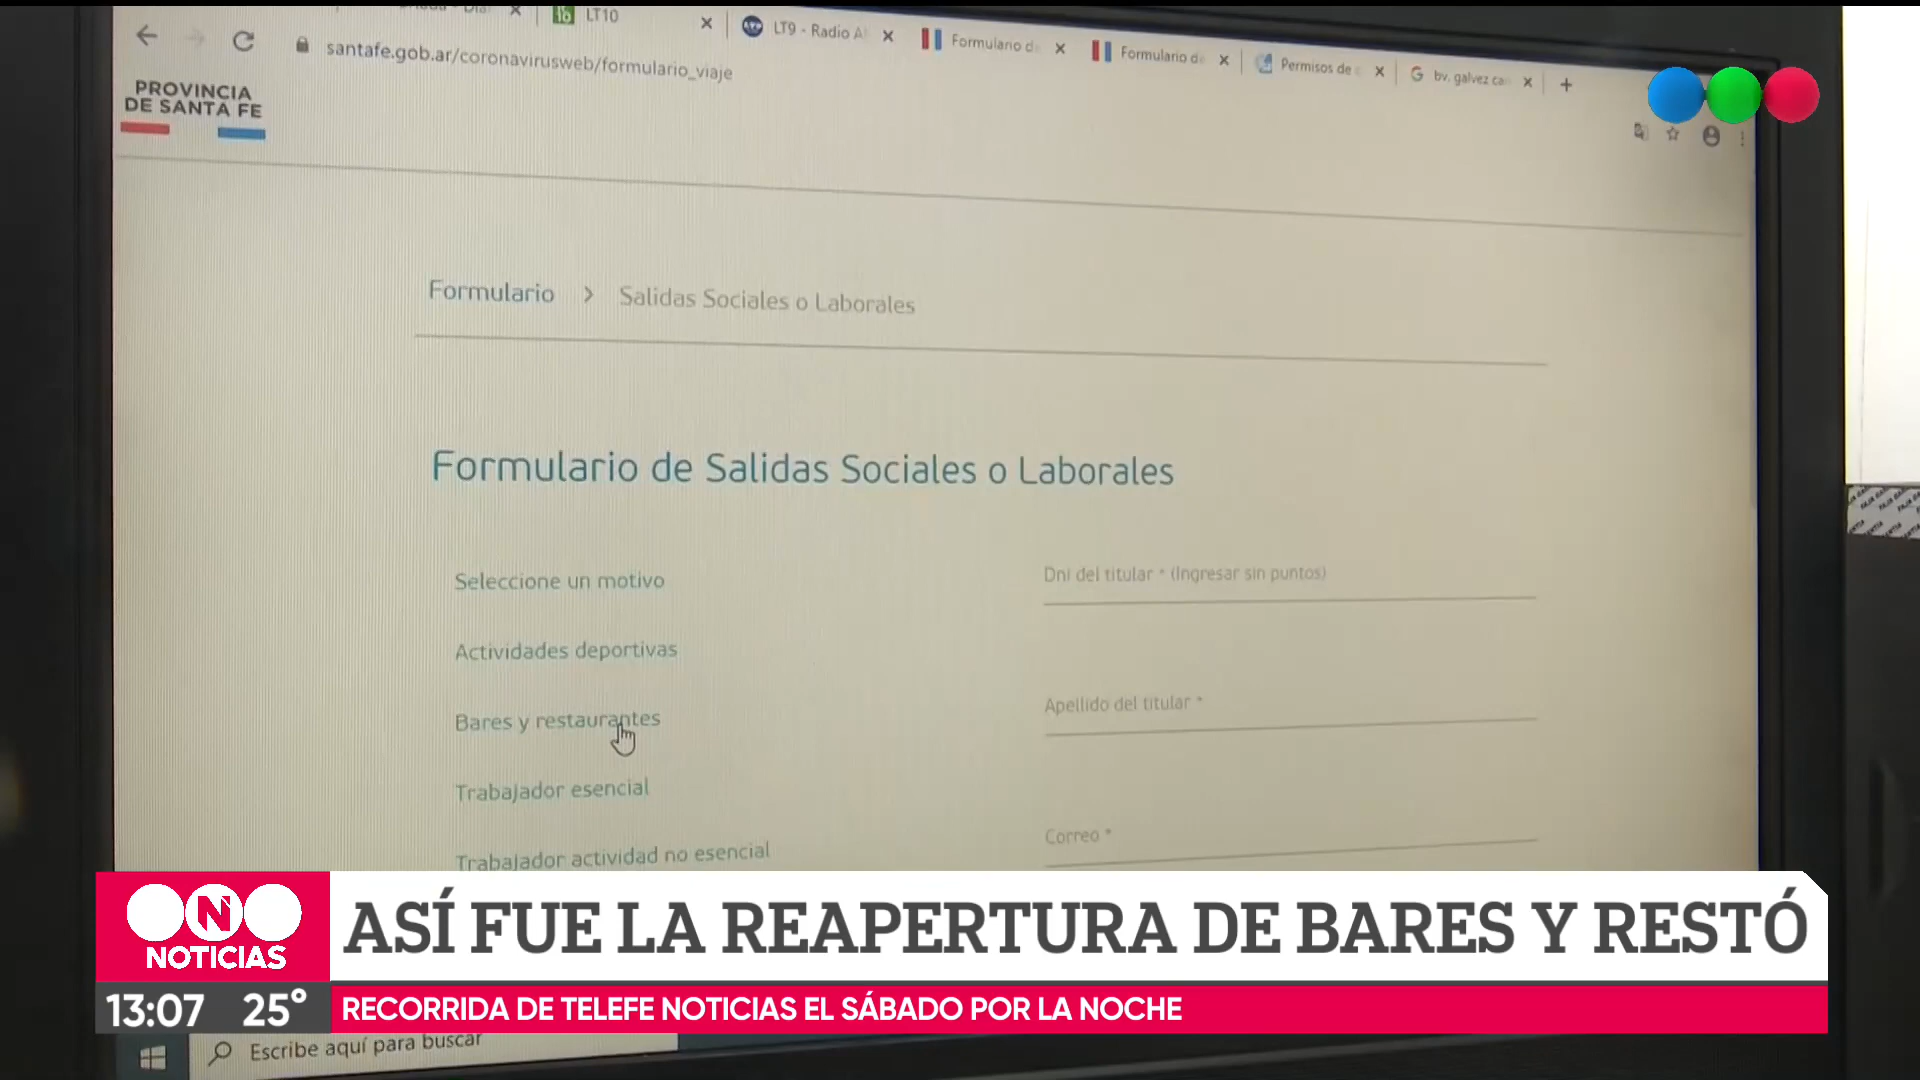 LT10
LT9 - Radio A
Formulario d
Formulario d
Permisos de
bv. galvez ca
santafe.gob.ar/coronavirusweb/formulario_viaje
PROVINCIA
DE SANTA FE
Formulario > Salidas Sociales o Laborales
Formulario de Salidas Sociales o Laborales
Seleccione un motivo
Dni del titular * (Ingresar sin puntos)
Actividades deportivas
Apellido del titular *
Bares y restaurantes
Trabajador esencial
Correo *
Trabajador actividad no esencial
N
NOTICIAS
ASÍ FUE LA REAPERTURA DE BARES Y RESTÓ
13:07 25°
RECORRIDA DE TELEFE NOTICIAS EL SÁBADO POR LA NOCHE
Escribe aquí para buscar